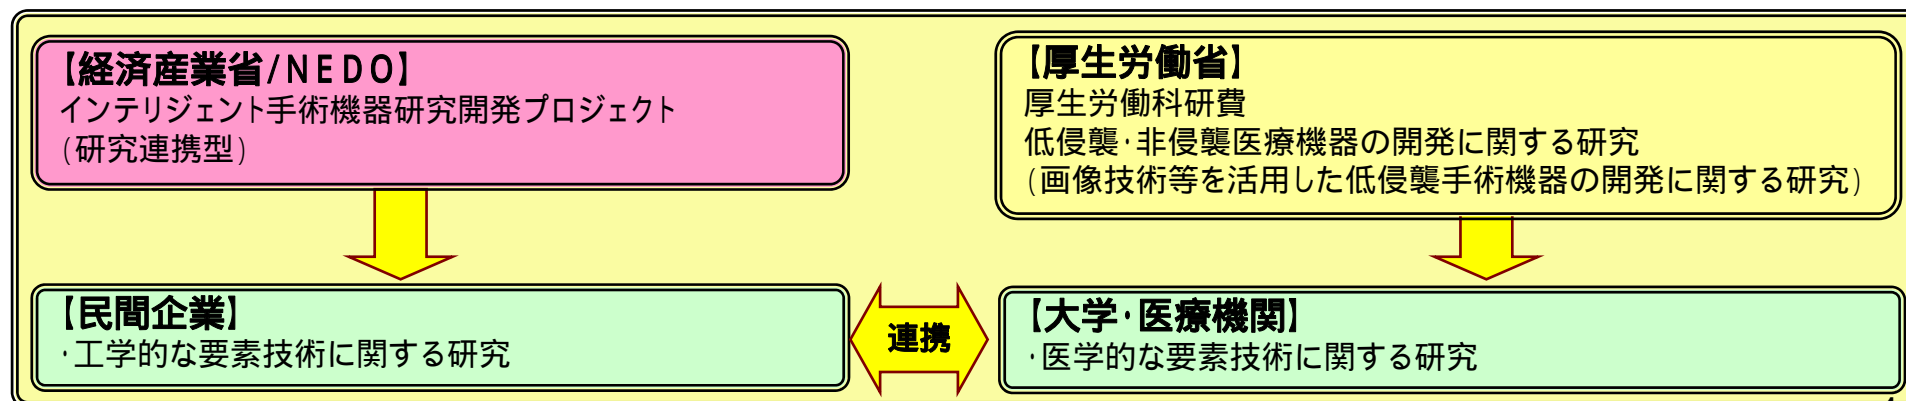 【経済産業省/NEDO】
インテリジェント手術機器研究開発プロジェクト
(研究連携型)
【厚生労働省】
厚生労働科研費
低侵襲・非侵襲医療機器の開発に関する研究
(画像技術等を活用した低侵襲手術機器の開発に関する研究)
【民間企業】
・工学的な要素技術に関する研究
連携
【大学・医療機関】
・医学的な要素技術に関する研究